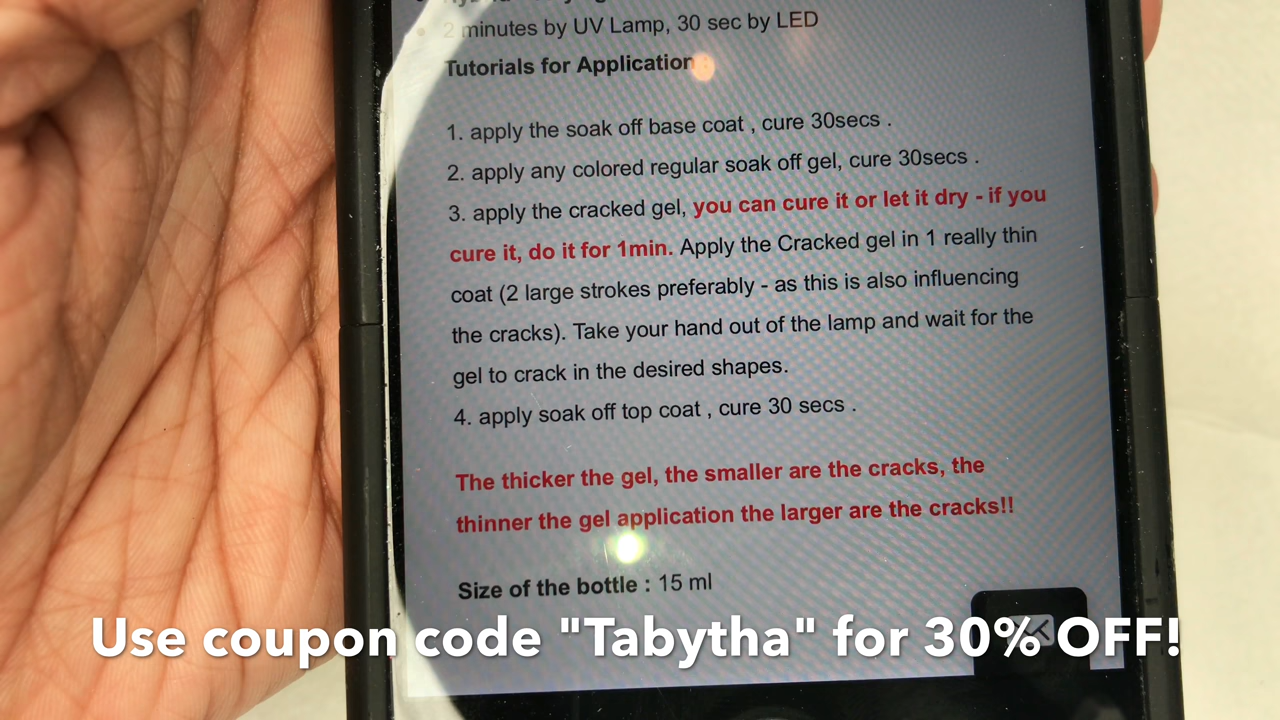 2 minutes by UV Lamp, 30 sec by LED
Tutorials for Application
1. apply the soak off base coat , cure 30secs .
2. apply any colored regular soak off gel, cure 30secs .
3. apply the cracked gel, you can cure it or let it dry - if you
cure it, do it for 1min. Apply the Cracked gel in 1 really thin
coat (2 large strokes preferably - as this is also influencing
the cracks). Take your hand out of the lamp and wait for the
gel to crack in the desired shapes.
4. apply soak off top coat , cure 30 secs .
The thicker the gel, the smaller are the cracks, the
thinner the gel application the larger are the cracks!!
Size of the bottle : 15 ml
Use coupon code "Tabytha" for 30% OFF!